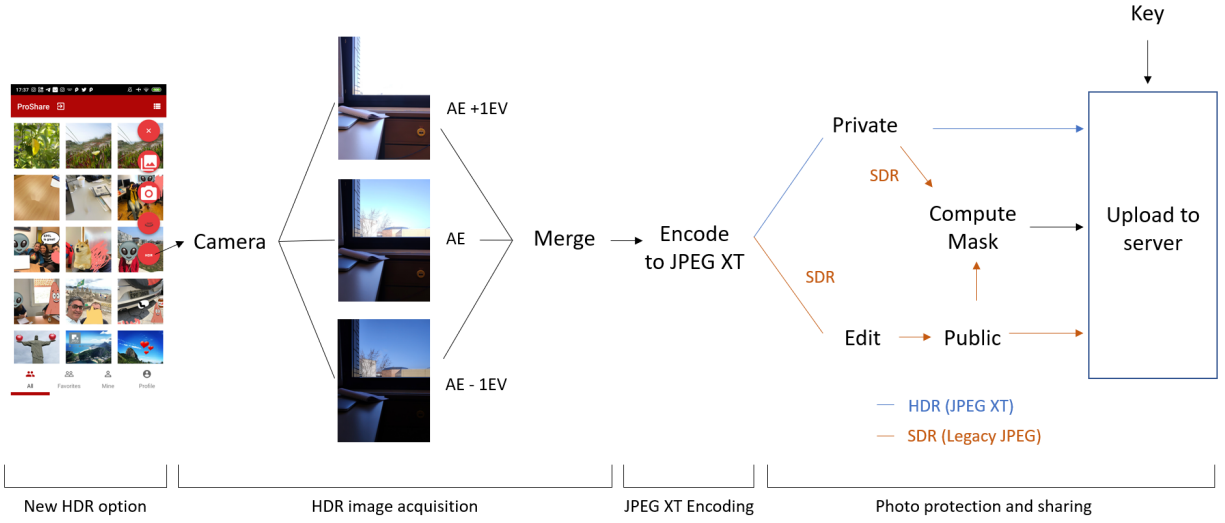 Key
17:37
ProShare
AE +1EV
Private
SDR
AE
Camera
Merge
Encode
to JPEG XT
Compute
Mask
Upload to
server
SDR
Edit
Public
AE - 1EV
All
Favorites
Mine
Profile
HDR (JPEG XT)
SDR (Legacy JPEG)
New HDR option
HDR image acquisition
JPEG XT Encoding
Photo protection and sharing